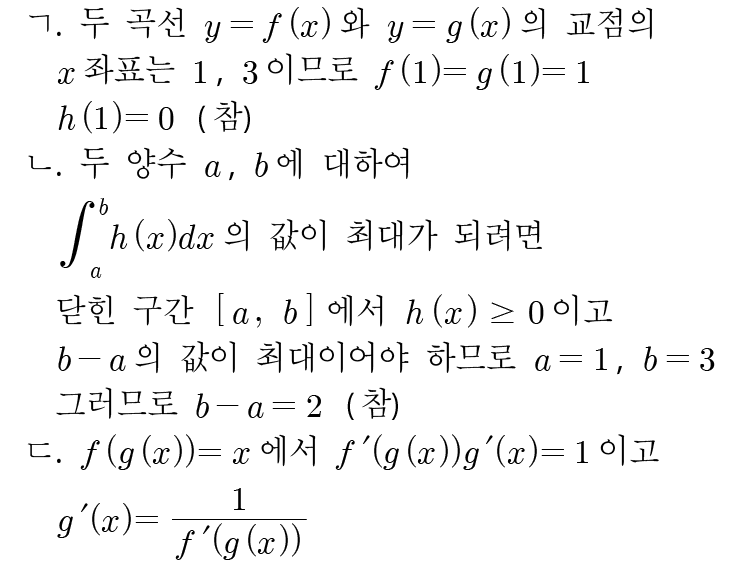 ㄱ. 두 곡선 y=f(x)와 y=g(x)의 교점의
x좌표는 1, 3이므로 f(1)=g(1)=1
h(1)=0 (참)
ㄴ. 두 양수 a, b에 대하여
∫_a^b h(x)dx의 값이 최대가 되려면
닫힌 구간 [a, b]에서 h(x)≥0이고
b-a의 값이 최대이어야 하므로 a=1, b=3
그러므로 b-a=2 (참)
ㄷ. f(g(x))=x에서 f′(g(x))g′(x)=1이고
g′(x)=1/f′(g(x))